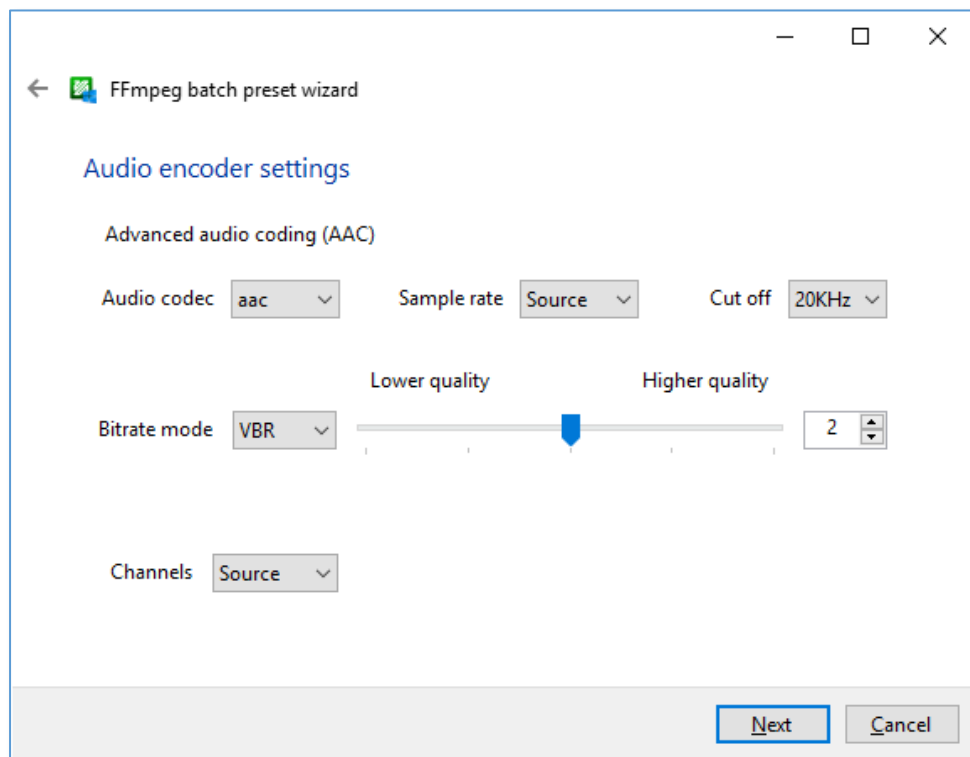 FFmpeg batch preset wizard
Audio encoder settings
Advanced audio coding (AAC)
Audio codec aac Sample rate Source Cut off 20KHz
Lower quality Higher quality
Bitrate mode VBR 2
Channels Source
Next Cancel